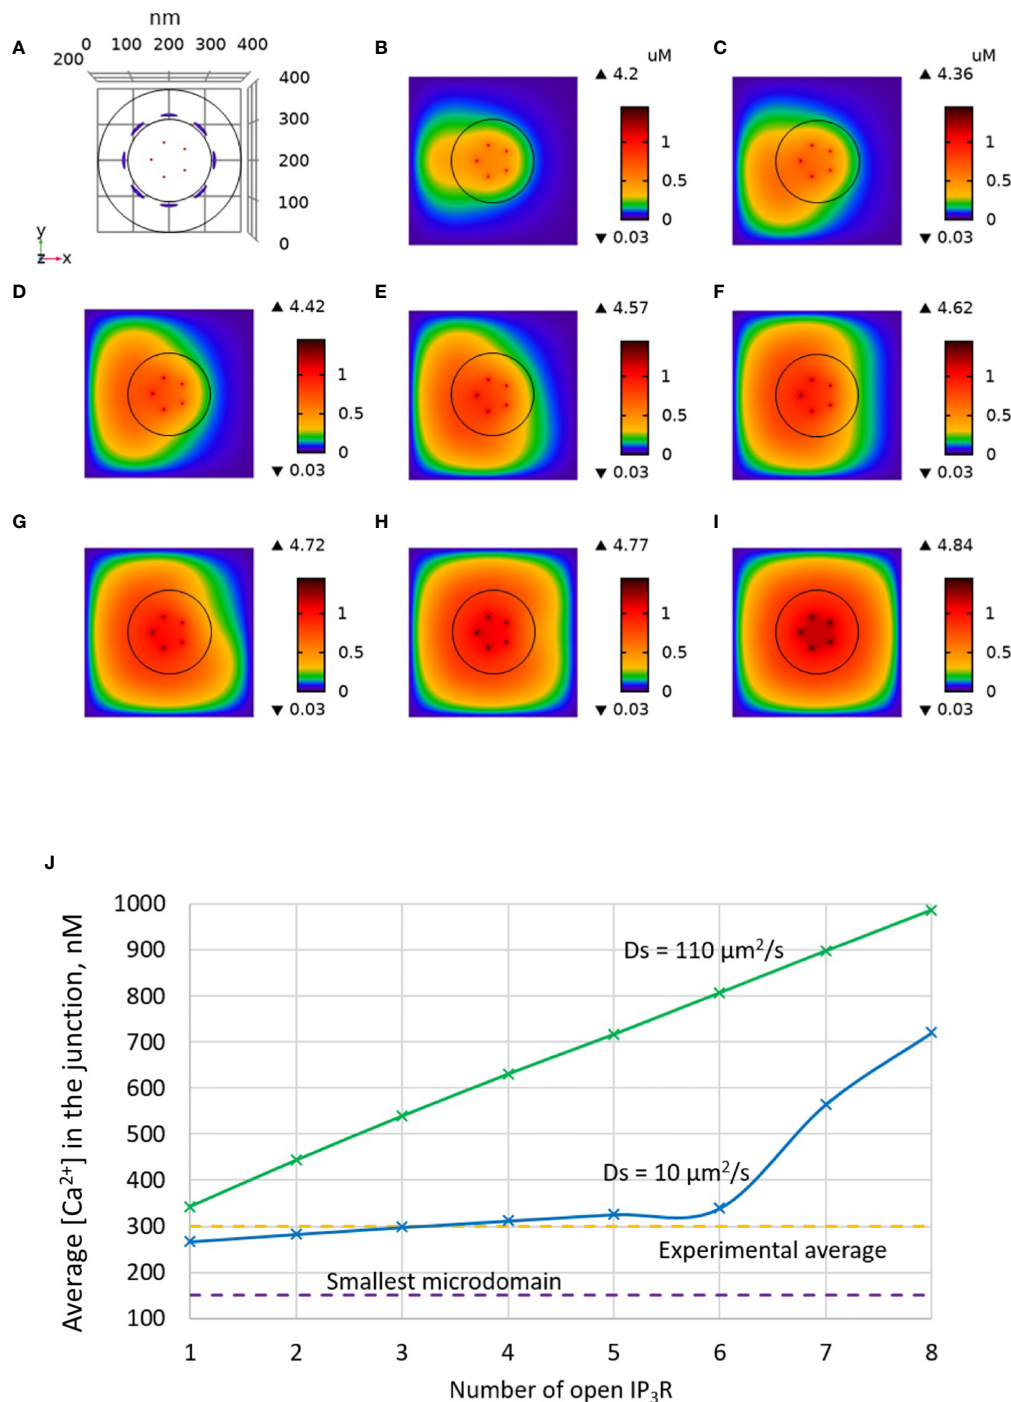 nm
A
0 100 200 300 400
200
400
300
200
100
0
y
z x
B
uM
▲ 4.2
1
0.5
0
▼ 0.03
C
uM
▲ 4.36
1
0.5
0
▼ 0.03
D
▲ 4.42
1
0.5
0
▼ 0.03
E
▲ 4.57
1
0.5
0
▼ 0.03
F
▲ 4.62
1
0.5
0
▼ 0.03
G
▲ 4.72
1
0.5
0
▼ 0.03
H
▲ 4.77
1
0.5
0
▼ 0.03
I
▲ 4.84
1
0.5
0
▼ 0.03
J
Average [Ca²⁺] in the junction, nM
1000
900
800
700
600
500
400
300
200
100
Ds = 110 μm²/s
Ds = 10 μm²/s
Experimental average
Smallest microdomain
1 2 3 4 5 6 7 8
Number of open IP₃R